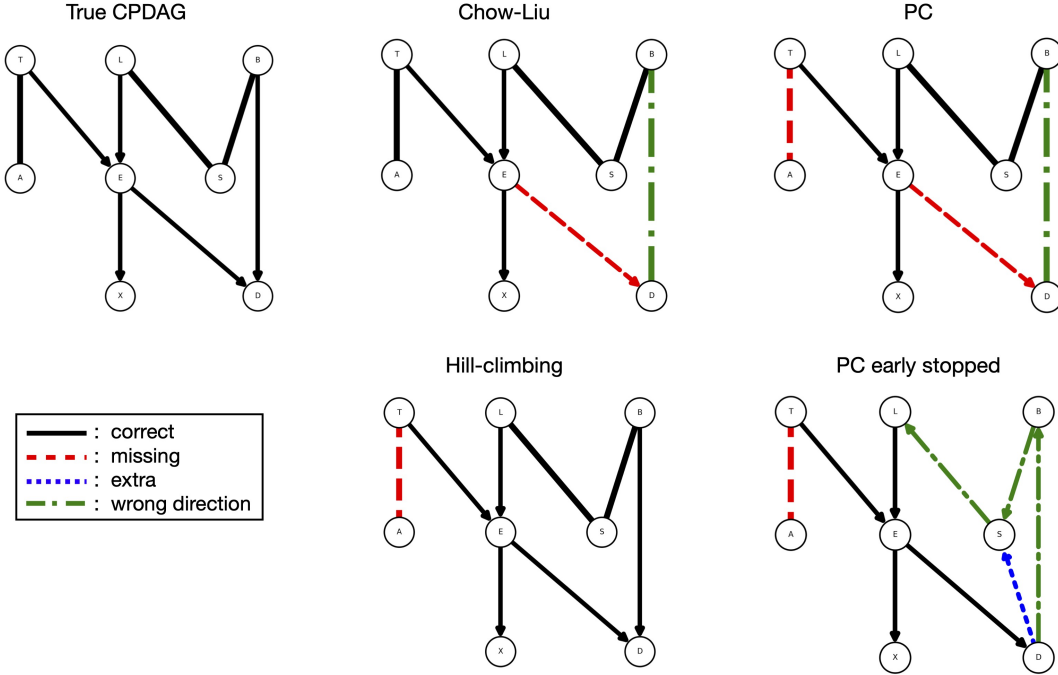 True CPDAG
Chow-Liu
PC
T
L
B
A
E
S
X
D
T
L
B
A
E
S
X
D
T
L
B
A
E
S
X
D
Hill-climbing
PC early stopped
: correct
: missing
: extra
: wrong direction
T
L
B
A
E
S
X
D
T
L
B
A
E
S
X
D